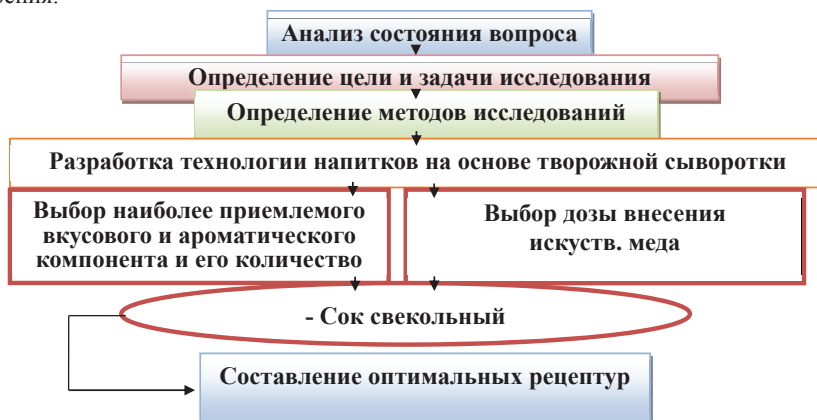 рения.
Анализ состояния вопроса
Определение цели и задачи исследования
Определение методов исследований
Разработка технологии напитков на основе творожной сыворотки
Выбор наиболее приемлемого
вкусового и ароматического
компонента и его количество
Выбор дозы внесения
искуств. меда
- Сок свекольный
Составление оптимальных рецептур